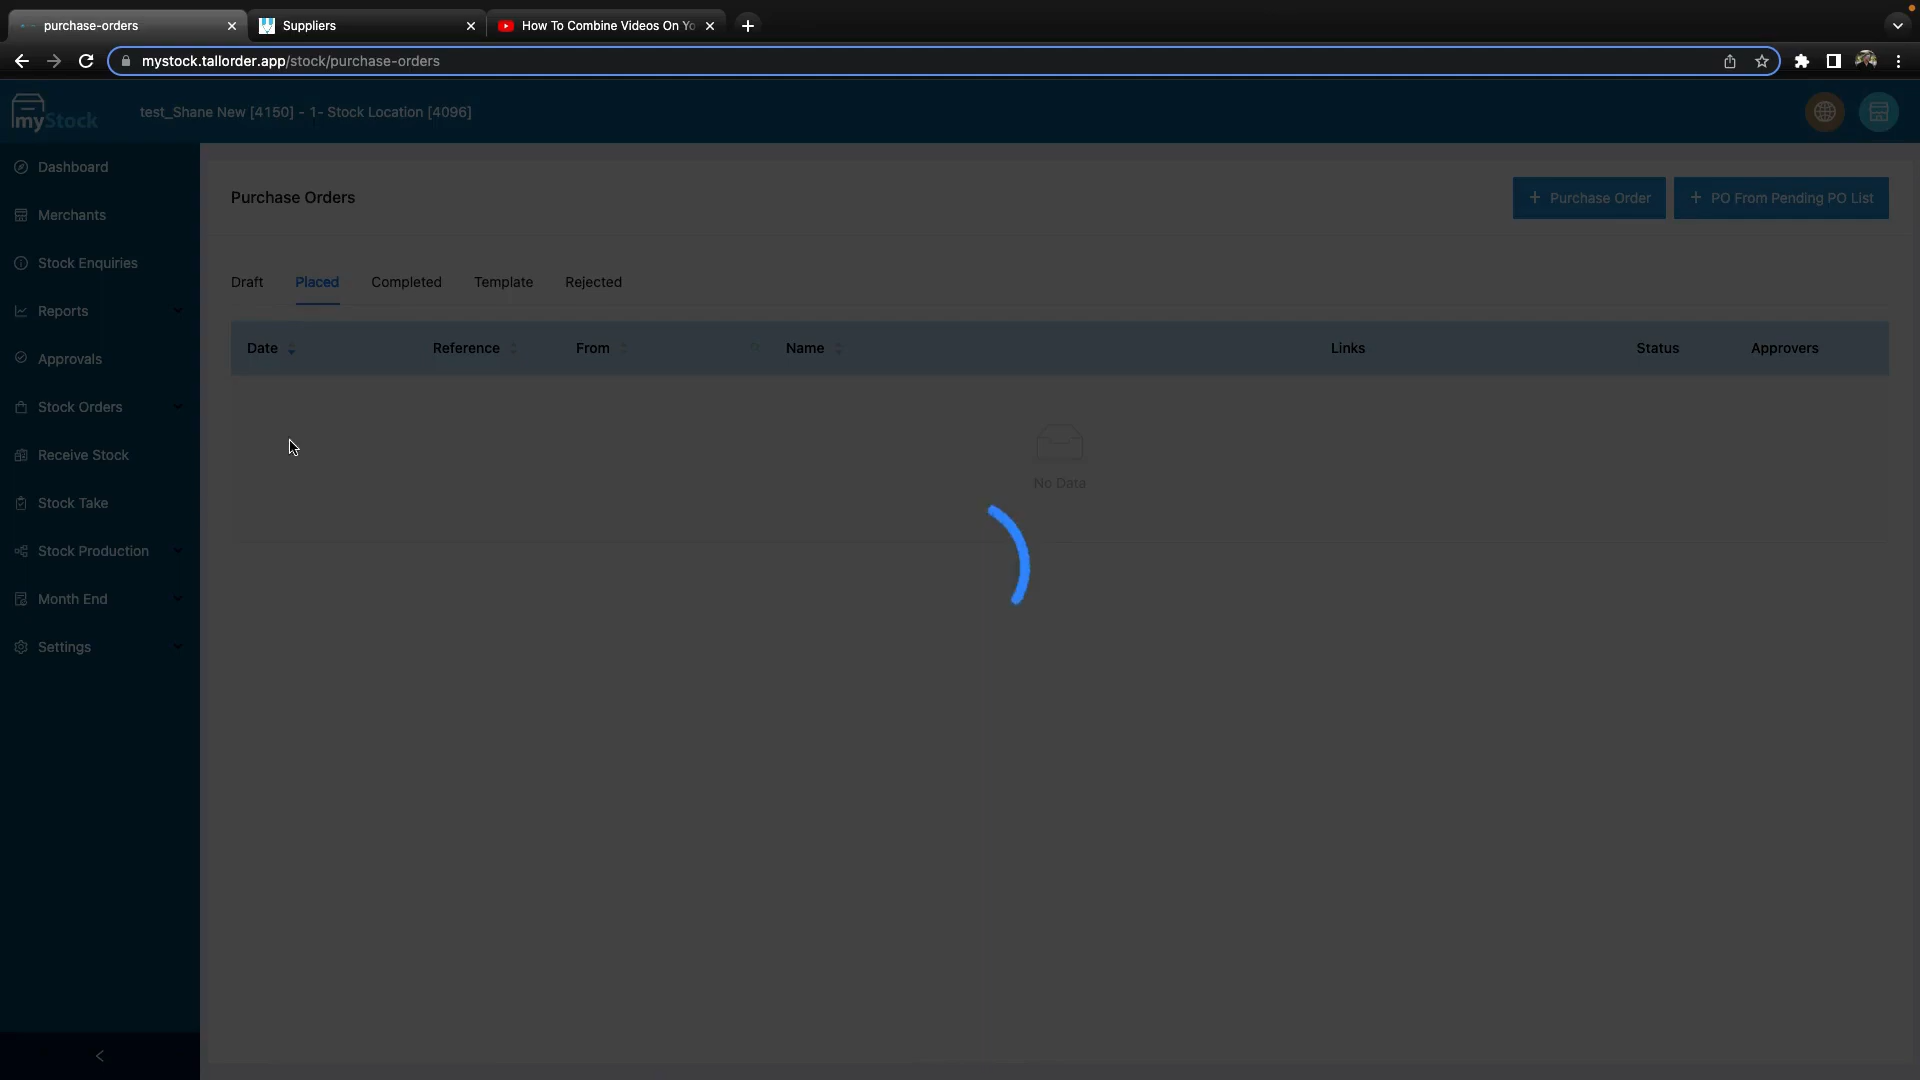 purchase-orders
Suppliers
How To Combine Videos On Yo
mystock.tallorder.app/stock/purchase-orders
myStock
test_Shane New [4150] - 1- Stock Location [4096]
Dashboard
Merchants
Stock Enquiries
Reports
Approvals
Stock Orders
Receive Stock
Stock Take
Stock Production
Month End
Settings
Purchase Orders
+ Purchase Order
+ PO From Pending PO List
Draft Placed Completed Template Rejected
Date Reference From Name Links Status Approvers
No Data